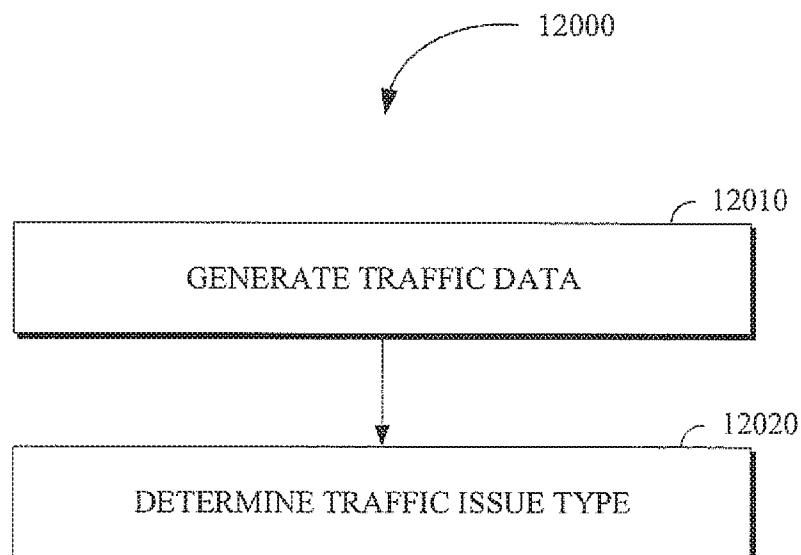 12000
12010
GENERATE TRAFFIC DATA
12020
DETERMINE TRAFFIC ISSUE TYPE